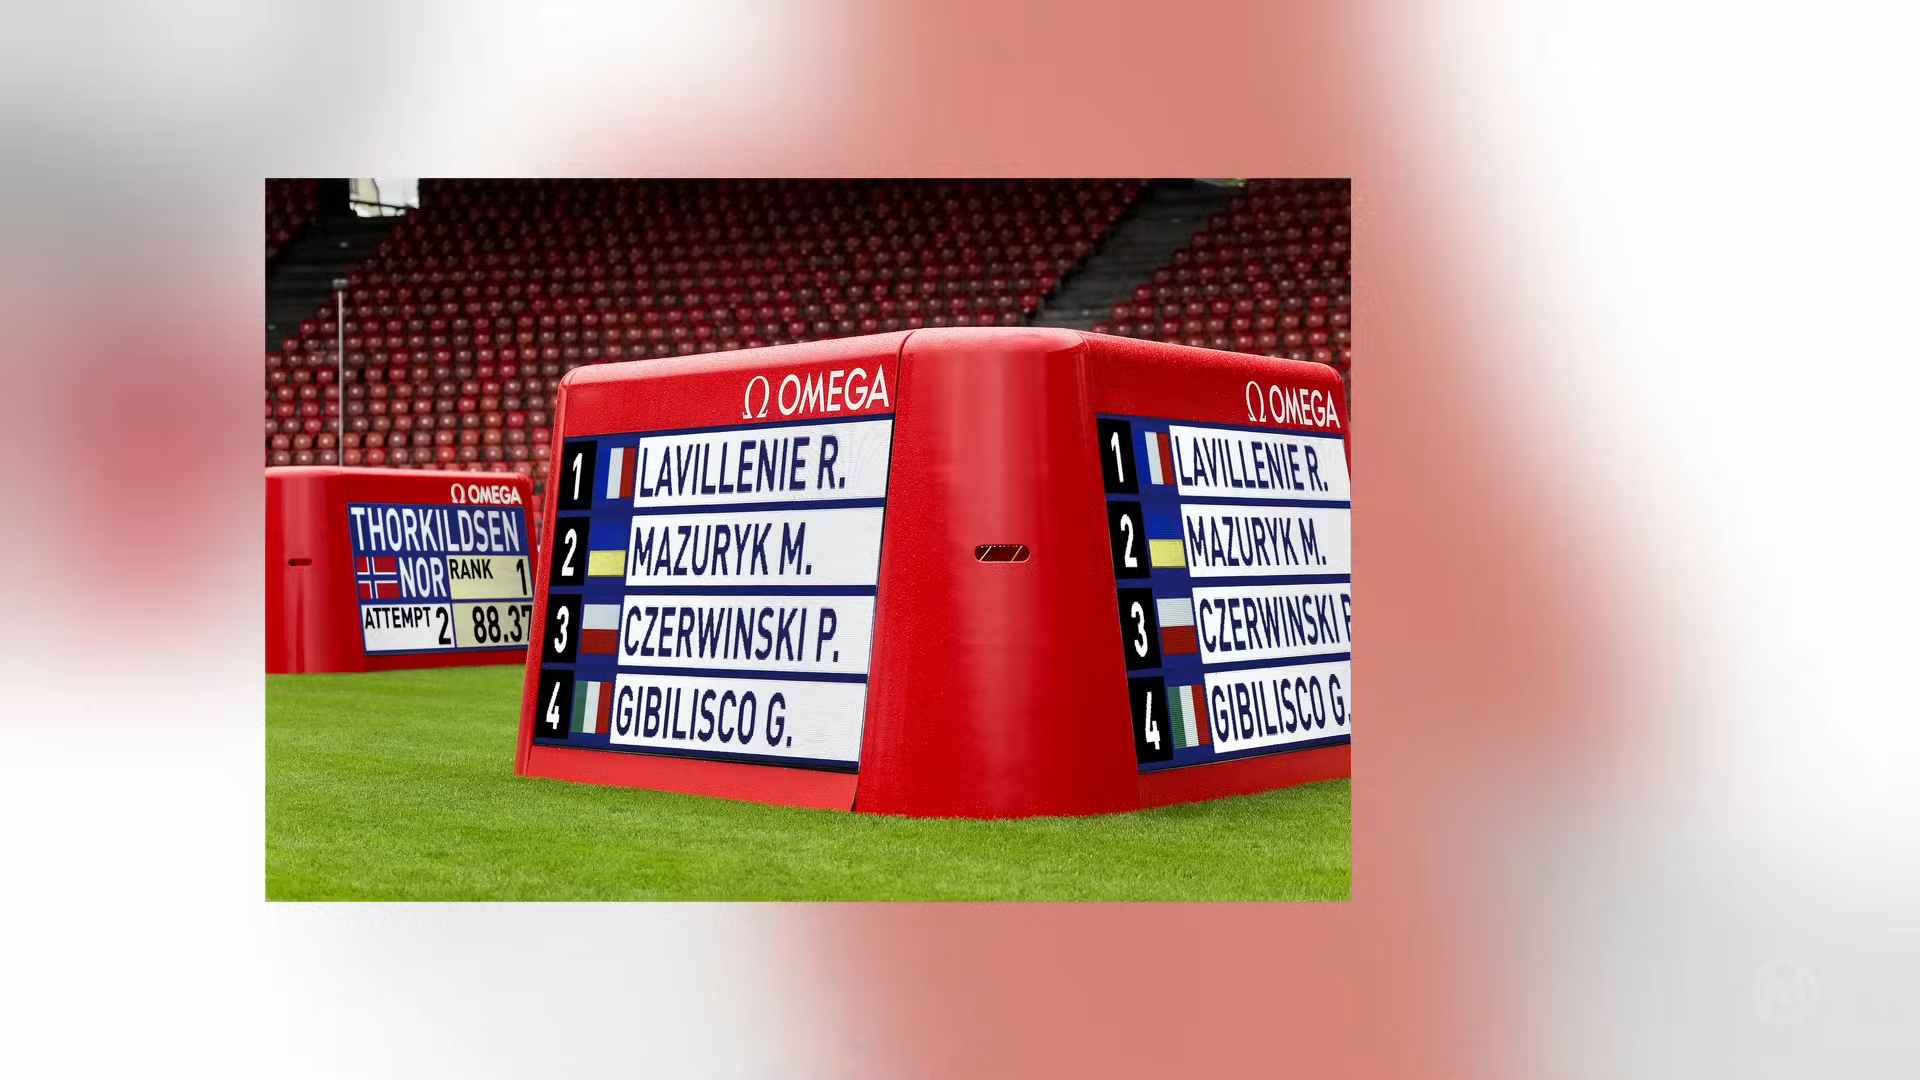 Ω OMEGA
THORKILDSEN
NOR RANK 1
ATTEMPT 2 88.37
Ω OMEGA
1 LAVILLENIE R.
2 MAZURYK M.
3 CZERWINSKI P.
4 GIBILISCO G.
Ω OMEGA
1 LAVILLENIE R.
2 MAZURYK M.
3 CZERWINSKI
4 GIBILISCO G.